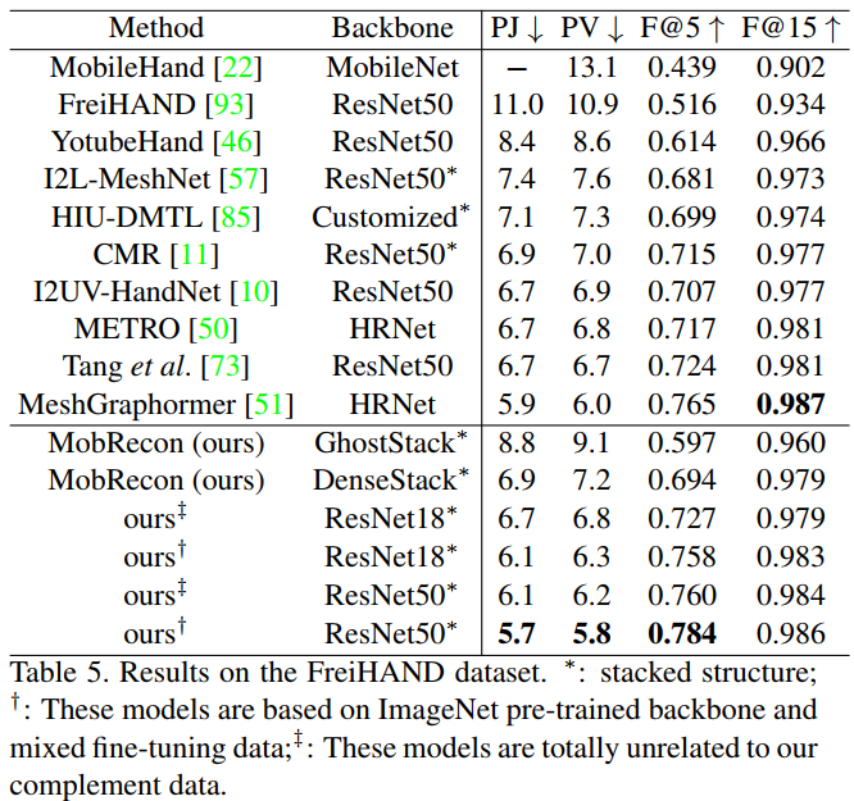 Method Backbone PJ ↓ PV ↓ F@5 ↑ F@15 ↑
MobileHand [22] MobileNet – 13.1 0.439 0.902
FreiHAND [93] ResNet50 11.0 10.9 0.516 0.934
YotubeHand [46] ResNet50 8.4 8.6 0.614 0.966
I2L-MeshNet [57] ResNet50* 7.4 7.6 0.681 0.973
HIU-DMTL [85] Customized* 7.1 7.3 0.699 0.974
CMR [11] ResNet50* 6.9 7.0 0.715 0.977
I2UV-HandNet [10] ResNet50 6.7 6.9 0.707 0.977
METRO [50] HRNet 6.7 6.8 0.717 0.981
Tang et al. [73] ResNet50 6.7 6.7 0.724 0.981
MeshGraphormer [51] HRNet 5.9 6.0 0.765 0.987
MobRecon (ours) GhostStack* 8.8 9.1 0.597 0.960
MobRecon (ours) DenseStack* 6.9 7.2 0.694 0.979
ours‡ ResNet18* 6.7 6.8 0.727 0.979
ours† ResNet18* 6.1 6.3 0.758 0.983
ours‡ ResNet50* 6.1 6.2 0.760 0.984
ours† ResNet50* 5.7 5.8 0.784 0.986
Table 5. Results on the FreiHAND dataset. *: stacked structure;
†: These models are based on ImageNet pre-trained backbone and
mixed fine-tuning data;‡: These models are totally unrelated to our
complement data.